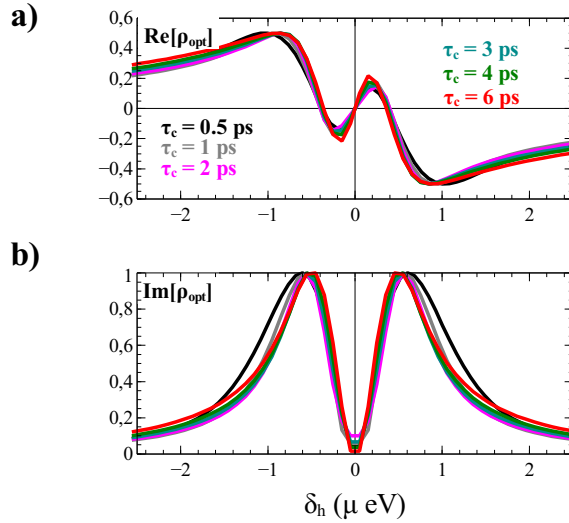 a)
0,6
0,4
0,2
0
−0,2
−0,4
−0,6
Re[ρopt]
τc = 3 ps
τc = 4 ps
τc = 6 ps
τc = 0.5 ps
τc = 1 ps
τc = 2 ps
−2 −1 0 1 2
b)
1
0,8
0,6
0,4
0,2
0
Im[ρopt]
−2 −1 0 1 2
δh (μ eV)